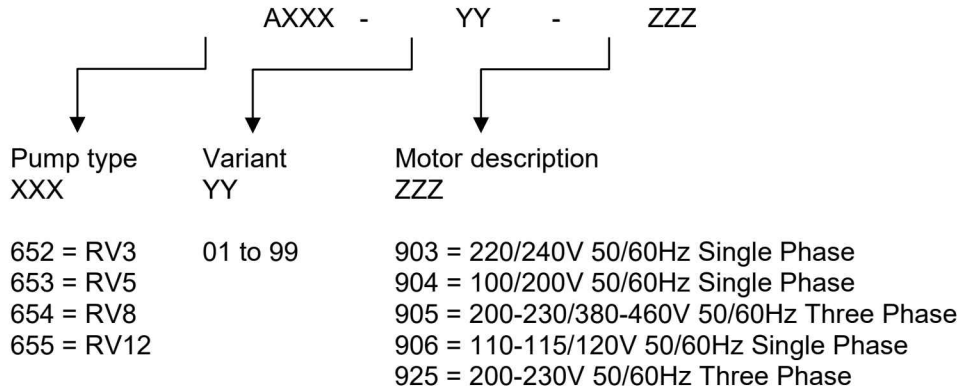 AXXX - YY - ZZZ
Pump type Variant Motor description
XXX YY ZZZ
652 = RV3 01 to 99 903 = 220/240V 50/60Hz Single Phase
653 = RV5 904 = 100/200V 50/60Hz Single Phase
654 = RV8 905 = 200-230/380-460V 50/60Hz Three Phase
655 = RV12 906 = 110-115/120V 50/60Hz Single Phase
925 = 200-230V 50/60Hz Three Phase